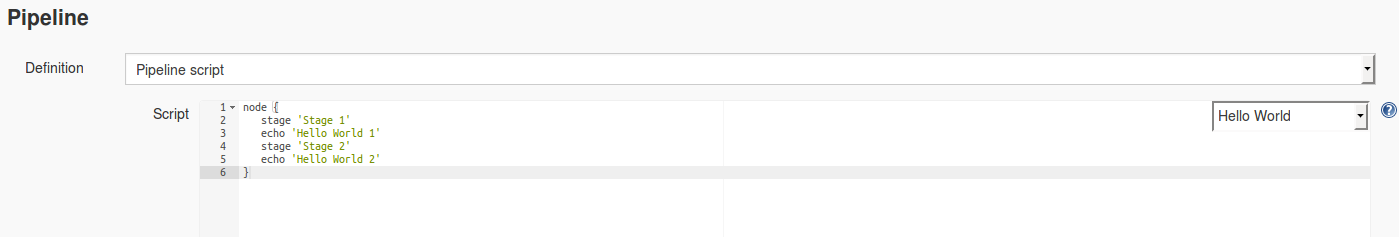 Pipeline
Definition Pipeline script
Script 1 node { Hello World ?
2 stage 'Stage 1'
3 echo 'Hello World 1'
4 stage 'Stage 2'
5 echo 'Hello World 2'
6 }